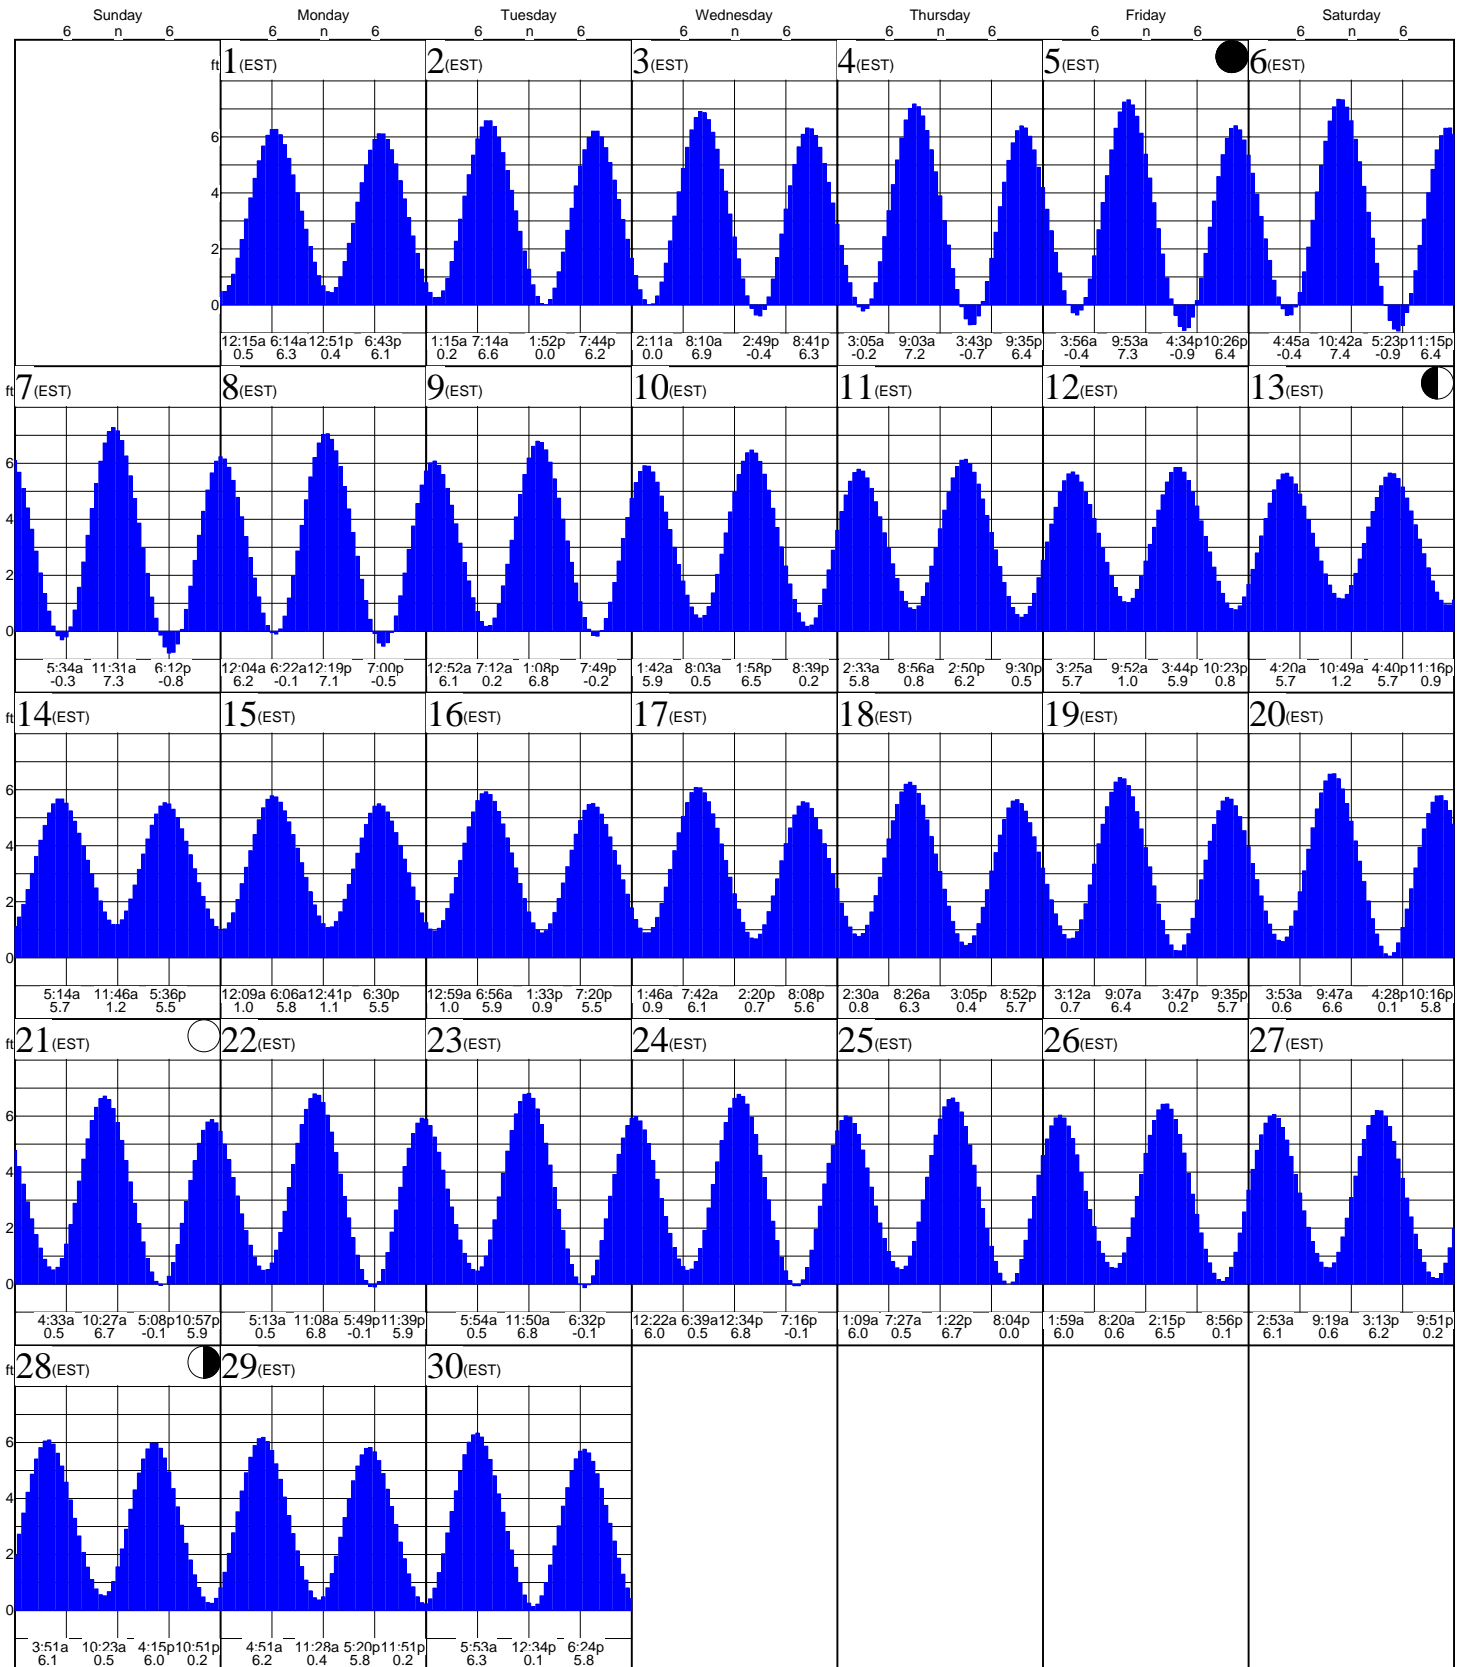 Sunday Monday Tuesday Wednesday Thursday Friday Saturday
6 n 6 6 n 6 6 n 6 6 n 6 6 n 6 6 n 6 6 n 6
ft 1(EST) 2(EST) 3(EST) 4(EST) 5(EST) 6(EST)
6
4
2
0
12:15a 6:14a 12:51p 6:43p 1:15a 7:14a 1:52p 7:44p 2:11a 8:10a 2:49p 8:41p 3:05a 9:03a 3:43p 9:35p 3:56a 9:53a 4:34p 10:26p 4:45a 10:42a 5:23p 11:15p
0.5 6.3 0.4 6.1 0.2 6.6 0.0 6.2 0.0 6.9 -0.4 6.3 -0.2 7.2 -0.7 6.4 -0.4 7.3 -0.9 6.4 -0.4 7.4 -0.9 6.4
ft 7(EST) 8(EST) 9(EST) 10(EST) 11(EST) 12(EST) 13(EST)
6
4
2
0
5:34a 11:31a 6:12p 12:04a 6:22a 12:19p 7:00p 12:52a 7:12a 1:08p 7:49p 1:42a 8:03a 1:58p 8:39p 2:33a 8:56a 2:50p 9:30p 3:25a 9:52a 3:44p 10:23p 4:20a 10:49a 4:40p 11:16p
-0.3 7.3 -0.8 6.2 -0.1 7.1 -0.5 6.1 0.2 6.8 -0.2 5.9 0.5 6.5 0.2 5.8 0.8 6.2 0.5 5.7 1.0 5.9 0.8 5.7 1.2 5.7 0.9
ft 14(EST) 15(EST) 16(EST) 17(EST) 18(EST) 19(EST) 20(EST)
6
4
2
0
5:14a 11:46a 5:36p 12:09a 6:06a 12:41p 6:30p 12:59a 6:56a 1:33p 7:20p 1:46a 7:42a 2:20p 8:08p 2:30a 8:26a 3:05p 8:52p 3:12a 9:07a 3:47p 9:35p 3:53a 9:47a 4:28p 10:16p
5.7 1.2 5.5 1.0 5.8 1.1 5.5 1.0 5.9 0.9 5.5 0.9 6.1 0.7 5.6 0.8 6.3 0.4 5.7 0.7 6.4 0.2 5.7 0.6 6.6 0.1 5.8
ft 21(EST) 22(EST) 23(EST) 24(EST) 25(EST) 26(EST) 27(EST)
6
4
2
0
4:33a 10:27a 5:08p 10:57p 5:13a 11:08a 5:49p 11:39p 5:54a 11:50a 6:32p 12:22a 6:39a 12:34p 7:16p 1:09a 7:27a 1:22p 8:04p 1:59a 8:20a 2:15p 8:56p 2:53a 9:19a 3:13p 9:51p
0.5 6.7 -0.1 5.9 0.5 6.8 -0.1 5.9 0.5 6.8 -0.1 6.0 0.5 6.8 -0.1 6.0 0.5 6.7 0.0 6.0 0.6 6.5 0.1 6.1 0.6 6.2 0.2
ft 28(EST) 29(EST) 30(EST)
6
4
2
0
3:51a 10:23a 4:15p 10:51p 4:51a 11:28a 5:20p 11:51p 5:53a 12:34p 6:24p
6.1 0.5 6.0 0.2 6.2 0.4 5.8 0.2 6.3 0.1 5.8